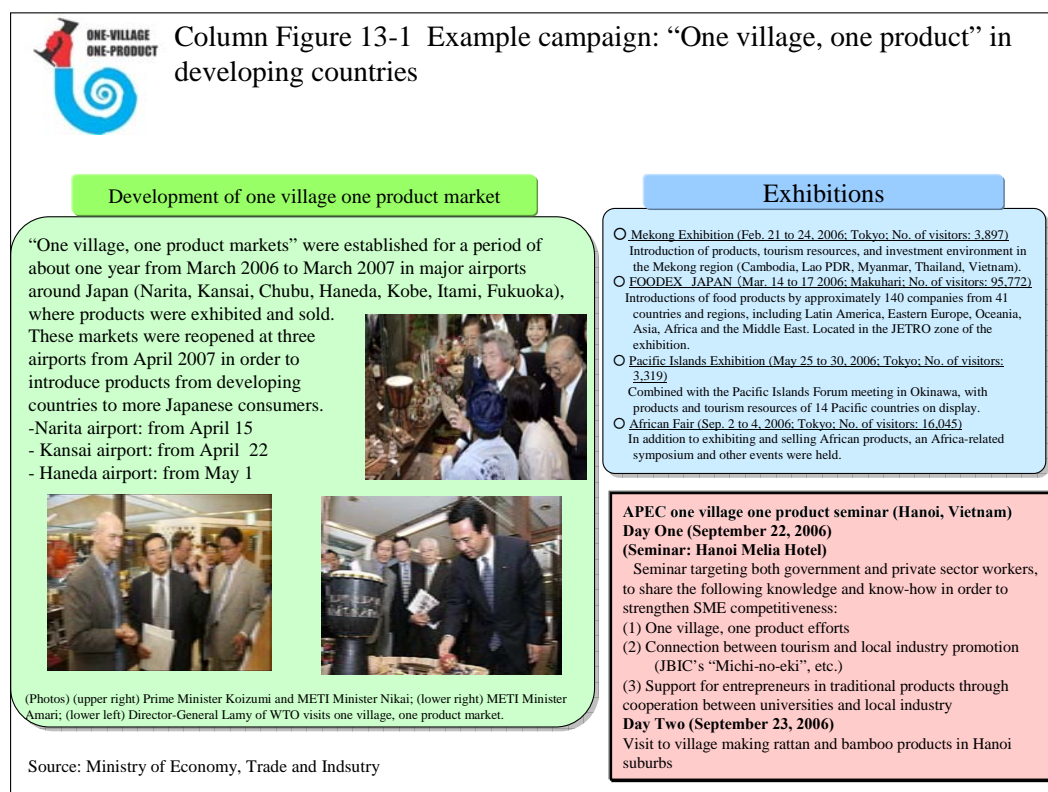 ONE-VILLAGE
ONE-PRODUCT
Column Figure 13-1 Example campaign: “One village, one product” in
developing countries
Development of one village one product market
“One village, one product markets” were established for a period of
about one year from March 2006 to March 2007 in major airports
around Japan (Narita, Kansai, Chubu, Haneda, Kobe, Itami, Fukuoka),
where products were exhibited and sold.
These markets were reopened at three
airports from April 2007 in order to
introduce products from developing
countries to more Japanese consumers.
-Narita airport: from April 15
- Kansai airport: from April 22
- Haneda airport: from May 1
(Photos) (upper right) Prime Minister Koizumi and METI Minister Nikai; (lower right) METI Minister
Amari; (lower left) Director-General Lamy of WTO visits one village, one product market.
Exhibitions
○ Mekong Exhibition (Feb. 21 to 24, 2006; Tokyo; No. of visitors: 3,897)
Introduction of products, tourism resources, and investment environment in
the Mekong region (Cambodia, Lao PDR, Myanmar, Thailand, Vietnam).
○ FOODEX JAPAN (Mar. 14 to 17 2006; Makuhari; No. of visitors: 95,772)
Introductions of food products by approximately 140 companies from 41
countries and regions, including Latin America, Eastern Europe, Oceania,
Asia, Africa and the Middle East. Located in the JETRO zone of the
exhibition.
○ Pacific Islands Exhibition (May 25 to 30, 2006; Tokyo; No. of visitors:
3,319)
Combined with the Pacific Islands Forum meeting in Okinawa, with
products and tourism resources of 14 Pacific countries on display.
○ African Fair (Sep. 2 to 4, 2006; Tokyo; No. of visitors: 16,045)
In addition to exhibiting and selling African products, an Africa-related
symposium and other events were held.
APEC one village one product seminar (Hanoi, Vietnam)
Day One (September 22, 2006)
(Seminar: Hanoi Melia Hotel)
Seminar targeting both government and private sector workers,
to share the following knowledge and know-how in order to
strengthen SME competitiveness:
(1) One village, one product efforts
(2) Connection between tourism and local industry promotion
(JBIC’s “Michi-no-eki”, etc.)
(3) Support for entrepreneurs in traditional products through
cooperation between universities and local industry
Day Two (September 23, 2006)
Visit to village making rattan and bamboo products in Hanoi
suburbs
Source: Ministry of Economy, Trade and Indsutry